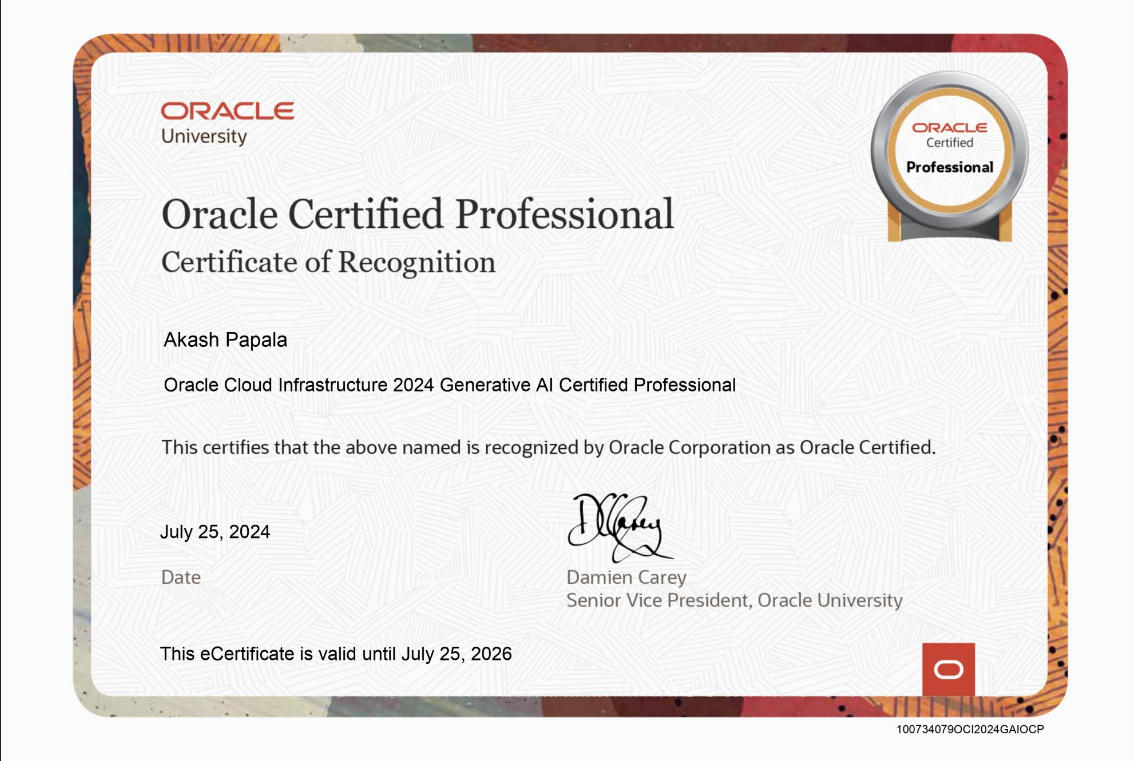 ORACLE
University
ORACLE
Certified
Professional
Oracle Certified Professional
Certificate of Recognition
Akash Papala
Oracle Cloud Infrastructure 2024 Generative AI Certified Professional
This certifies that the above named is recognized by Oracle Corporation as Oracle Certified.
DCarey
July 25, 2024
Date
Damien Carey
Senior Vice President, Oracle University
This eCertificate is valid until July 25, 2026
100734079OCI2024GAIOCP